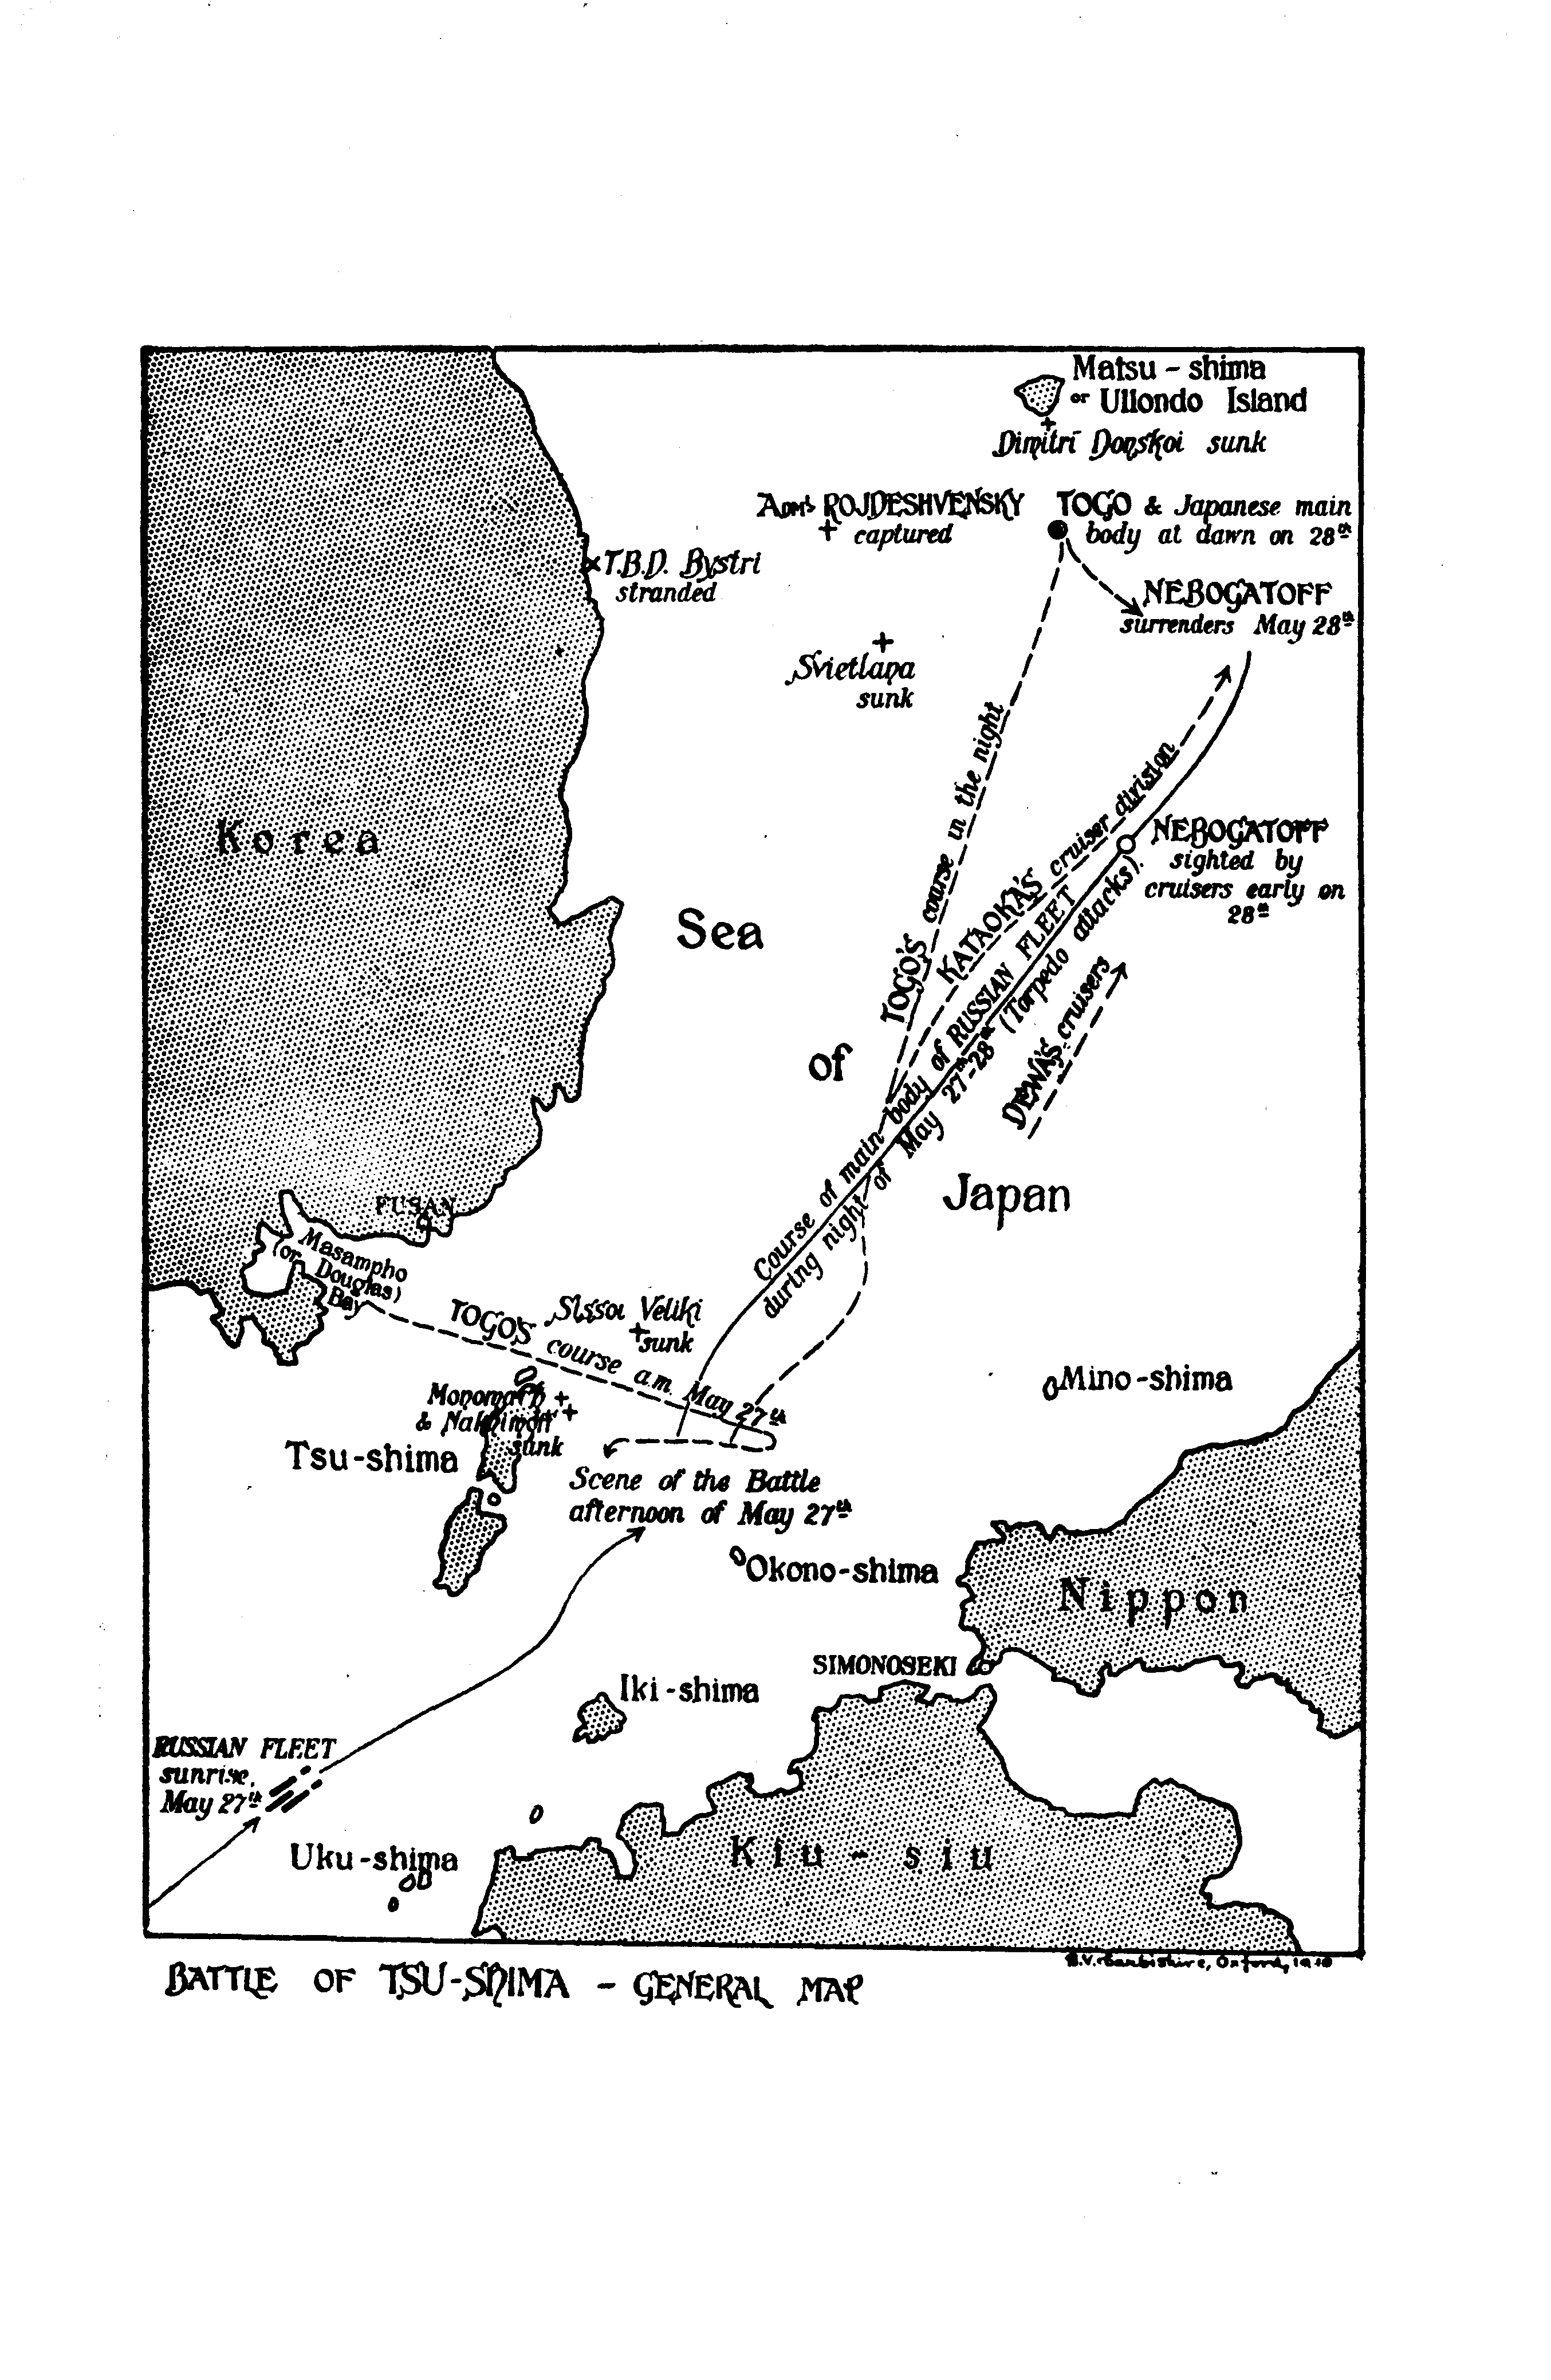 Matsu - shima
or Ullondo Island
Dimitri Donskoi sunk
ADML ROJDESHVENSKY
captured
TOGO & Japanese main
body at dawn on 28th
T.B.D. Bystri
stranded
NEBOGATOFF
surrenders May 28th
Svietlana
sunk
TOGO'S course in the night
KATAOKA'S cruiser division
NEBOGATOFF
sighted by
cruisers early on
28th
Korea
Sea
of
Japan
Course of main body of RUSSIAN FLEET
during night of May 27th-28th (Torpedo attacks).
DEWA'S cruisers
FUSAN
Masampho
(or Douglas)
Bay
TOGO'S course a.m. May 27th
Sissoi Veliki
sunk
Monomach
& Nakhimoff
sunk
Tsu-shima
Mino-shima
Scene of the Battle
afternoon of May 27th
Okono-shima
Nippon
SIMONOSEKI
Iki-shima
RUSSIAN FLEET
sunrise,
May 27th
Uku-shima
Kiu - siu
B.V. Darbishire, Oxford, 1910
BATTLE OF TSU-SHIMA - GENERAL MAP